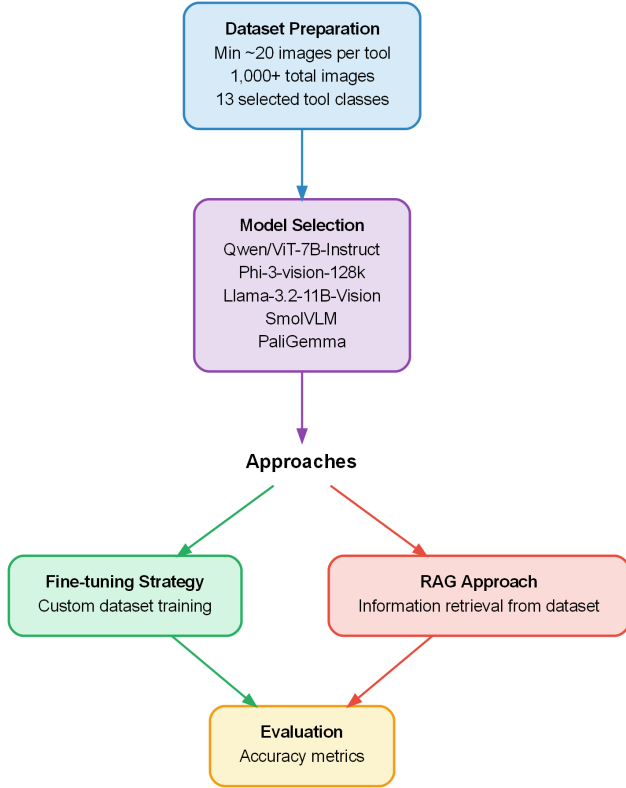 Dataset Preparation
Min ~20 images per tool
1,000+ total images
13 selected tool classes
Model Selection
Qwen/ViT-7B-Instruct
Phi-3-vision-128k
Llama-3.2-11B-Vision
SmolVLM
PaliGemma
Approaches
Fine-tuning Strategy
Custom dataset training
RAG Approach
Information retrieval from dataset
Evaluation
Accuracy metrics